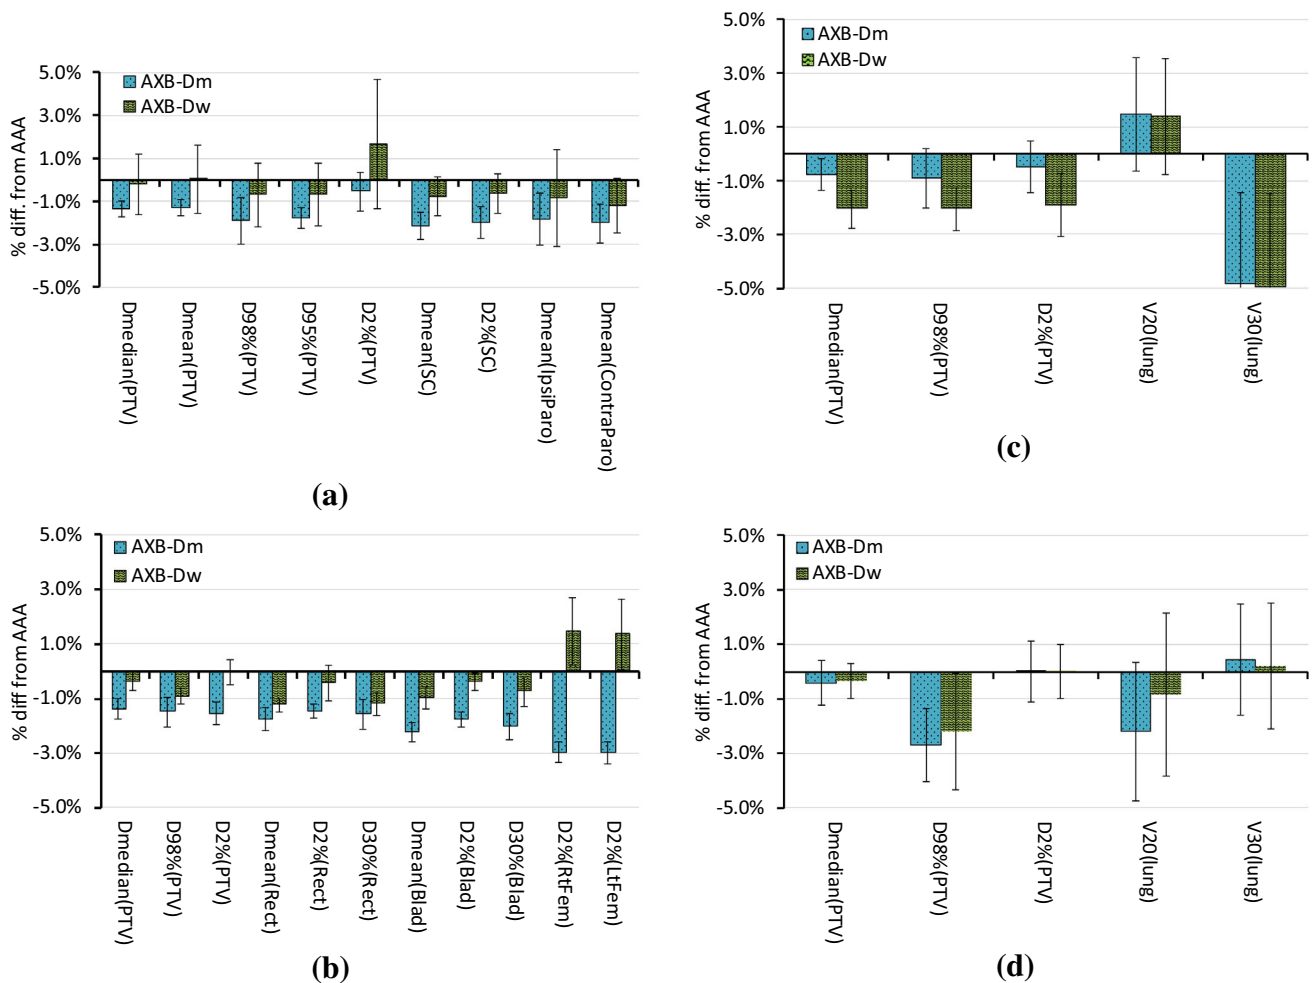 5.0%
3.0%
1.0%
-1.0%
-3.0%
-5.0%
% diff. from AAA
AXB-Dm
AXB-Dw
Dmedian(PTV)
Dmean(PTV)
D98%(PTV)
D95%(PTV)
D2%(PTV)
Dmean(SC)
D2%(SC)
Dmean(IpsiParo)
Dmean(ContraParo)
(a)
5.0%
3.0%
1.0%
-1.0%
-3.0%
-5.0%
% diff from AAA
AXB-Dm
AXB-Dw
Dmedian(PTV)
D98%(PTV)
D2%(PTV)
Dmean(Rect)
D2%(Rect)
D30%(Rect)
Dmean(Blad)
D2%(Blad)
D30%(Blad)
D2%(RtFem)
D2%(LtFem)
(b)
5.0%
3.0%
1.0%
-1.0%
-3.0%
-5.0%
% diff. from AAA
AXB-Dm
AXB-Dw
Dmedian(PTV)
D98%(PTV)
D2%(PTV)
V20(lung)
V30(lung)
(c)
5.0%
3.0%
1.0%
-1.0%
-3.0%
-5.0%
% diff. from AAA
AXB-Dm
AXB-Dw
Dmedian(PTV)
D98%(PTV)
D2%(PTV)
V20(lung)
V30(lung)
(d)